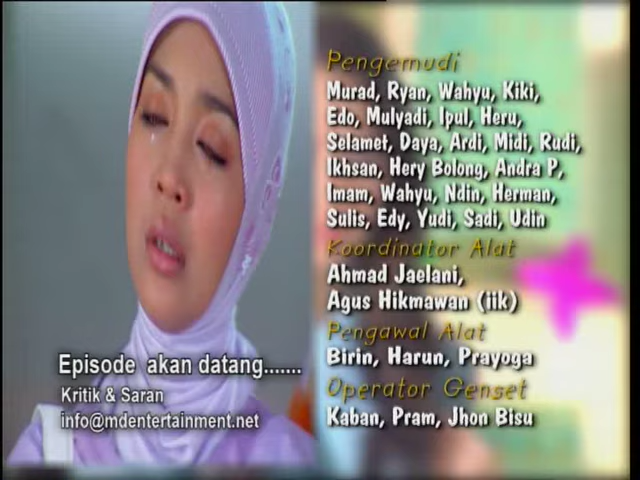 Pengemudi
Murad, Ryan, Wahyu, Kiki,
Edo, Mulyadi, Ipul, Heru,
Selamet, Daya, Ardi, Midi, Rudi,
Ikhsan, Hery Bolong, Andra P,
Imam, Wahyu, Ndin, Herman,
Sulis, Edy, Yudi, Sadi, Udin
Koordinator Alat
Ahmad Jaelani,
Agus Hikmawan (iik)
Pengawal Alat
Birin, Harun, Prayoga
Operator Genset
Kaban, Pram, Jhon Bisu
Episode akan datang.......
Kritik & Saran
info@mdentertainment.net